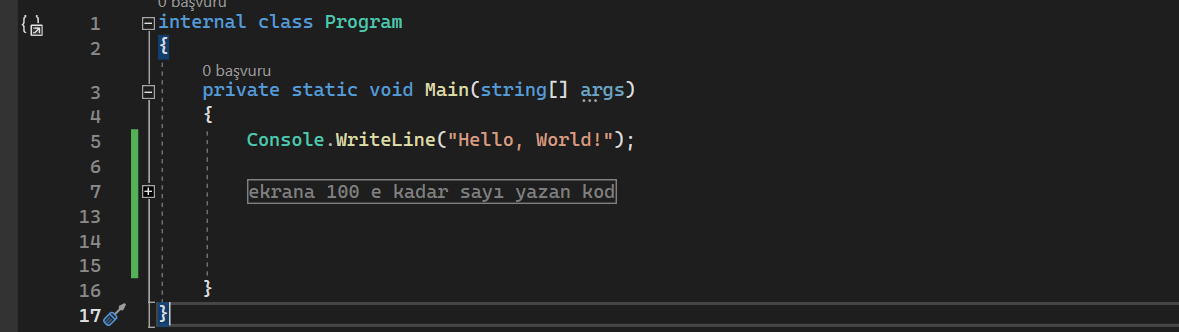 0 başvuru
1 internal class Program
2 {
0 başvuru
3 private static void Main(string[] args)
4 {
5 Console.WriteLine("Hello, World!");
6
7 ekrana 100 e kadar sayı yazan kod
13
14
15
16 }
17 }